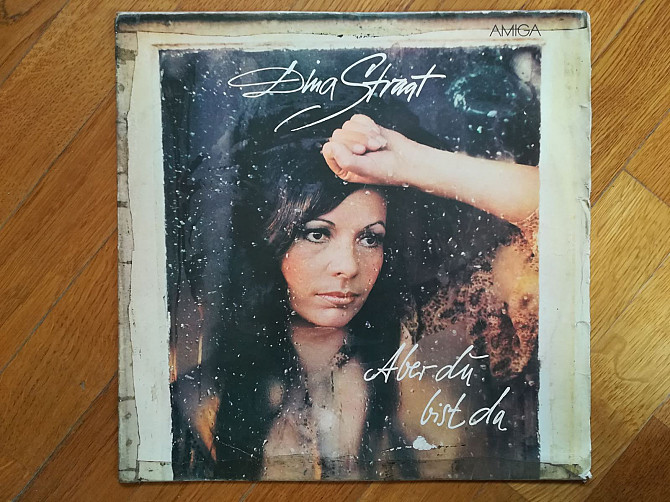 AMIGA
Dina Straat
Aber du
bist da